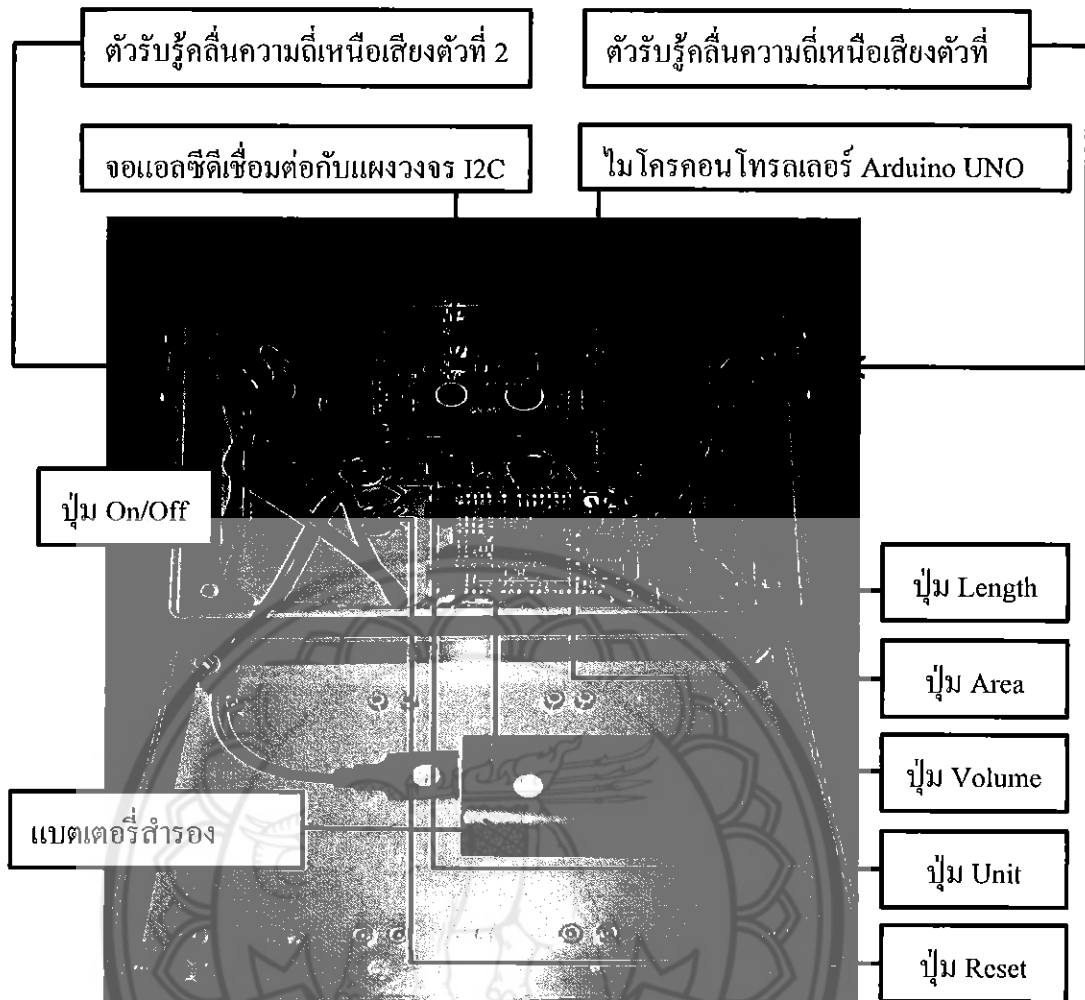 ตัวรับรู้คลื่นความถี่เหนือเสียงตัวที่ 2
ตัวรับรู้คลื่นความถี่เหนือเสียงตัวที่
จอแอลซีดีเชื่อมต่อกับแผงวงจร I2C
ไมโครคอนโทรลเลอร์ Arduino UNO
ปุ่ม On/Off
ปุ่ม Length
ปุ่ม Area
ปุ่ม Volume
แบตเตอรี่สำรอง
ปุ่ม Unit
ปุ่ม Reset